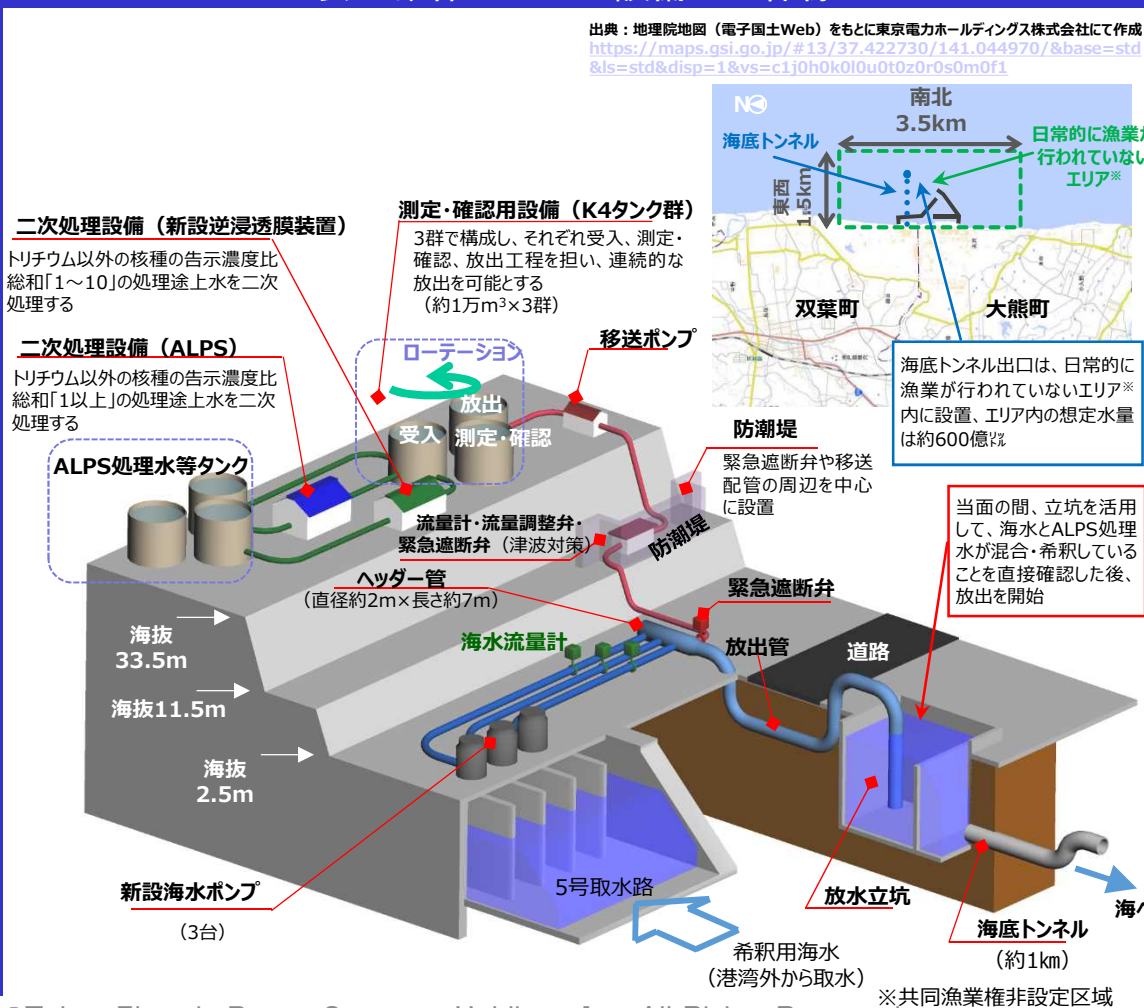 出典：地理院地図（電子国土Web）をもとに東京電力ホールディングス株式会社にて作成
https://maps.gsi.go.jp/#13/37.422730/141.044970/&base=std
&ls=std&disp=1&vs=c1j0h0k0l0u0t0z0r0s0m0f1
N
南北
3.5km
海底トンネル
日常的に漁業が
行われていない
エリア※
東西
1.5km
双葉町
大熊町
海底トンネル出口は、日常的に
漁業が行われていないエリア※
内に設置、エリア内の想定水量
は約600億㍑
二次処理設備（新設逆浸透膜装置）
トリチウム以外の核種の告示濃度比
総和「1～10」の処理途上水を二次
処理する
測定・確認用設備（K4タンク群）
3群で構成し、それぞれ受入、測定・
確認、放出工程を担い、連続的な
放出を可能とする
（約1万m³×3群）
二次処理設備（ALPS）
トリチウム以外の核種の告示濃度比
総和「1以上」の処理途上水を二次
処理する
ローテーション
放出
受入
測定・確認
移送ポンプ
ALPS処理水等タンク
防潮堤
緊急遮断弁や移送
配管の周辺を中心
に設置
流量計・流量調整弁・
緊急遮断弁（津波対策）
防潮堤
当面の間、立坑を活用
して、海水とALPS処理
水が混合・希釈している
ことを直接確認した後、
放出を開始
ヘッダー管
（直径約2m×長さ約7m）
緊急遮断弁
海水流量計
放出管
道路
海抜
33.5m
海抜11.5m
海抜
2.5m
新設海水ポンプ
（3台）
5号取水路
希釈用海水
（港湾外から取水）
放水立坑
海へ
海底トンネル
（約1㎞）
※共同漁業権非設定区域